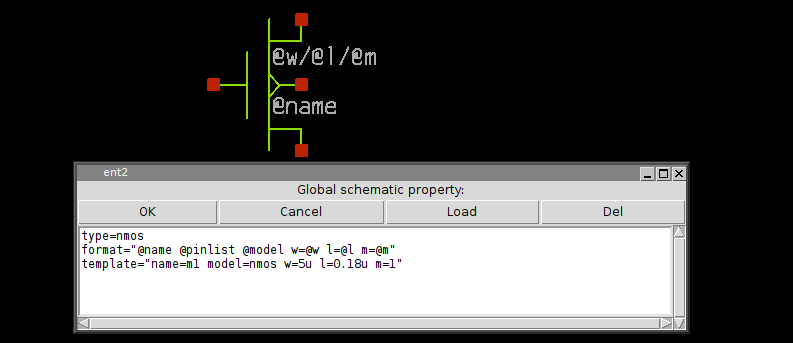 @w/@l/@m
@name
ent2
Global schematic property:
OK Cancel Load Del
type=nmos
format="@name @pinlist @model w=@w l=@l m=@m"
template="name=m1 model=nmos w=5u l=0.18u m=1"